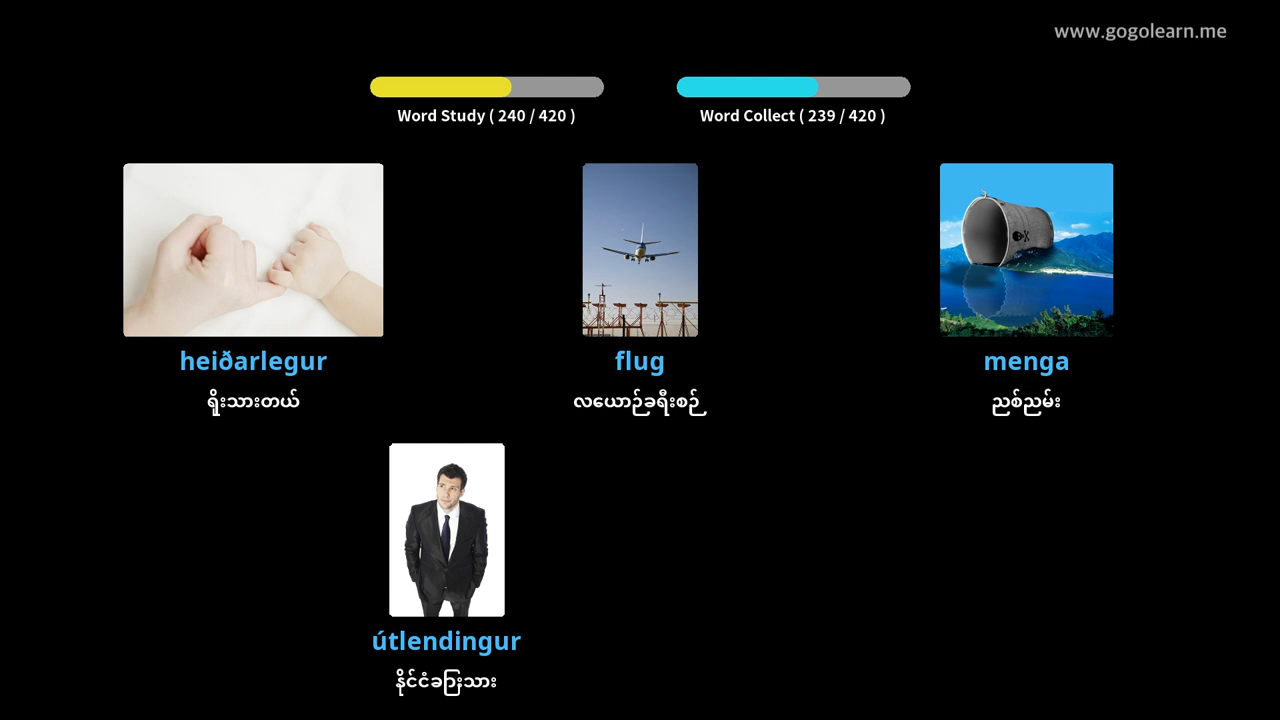 www.gogolearn.me
Word Study ( 240 / 420 )
Word Collect ( 239 / 420 )
heiðarlegur
flug
menga
ရိုးသားတယ်
လယောဉ်ခရီးစဉ်
ညစ်ညမ်း
útlendingur
နိုင်ငံခြားသား